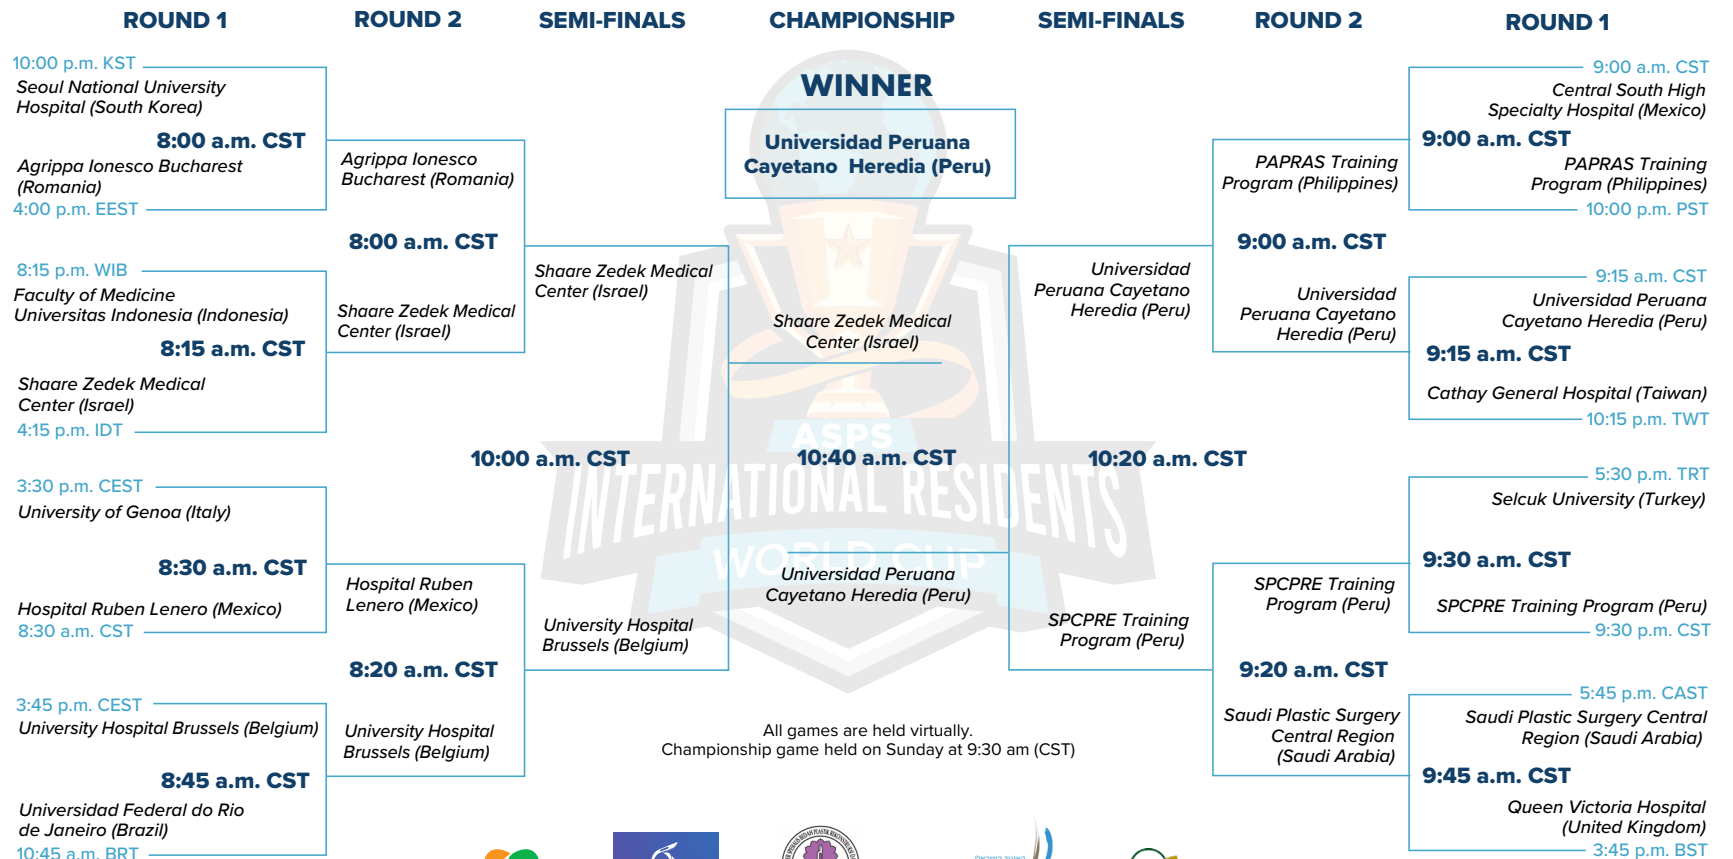 ROUND 1
ROUND 2
SEMI-FINALS
CHAMPIONSHIP
SEMI-FINALS
ROUND 2
ROUND 1
10:00 p.m. KST
Seoul National University
Hospital (South Korea)
8:00 a.m. CST
Agrippa Ionesco Bucharest
(Romania)
4:00 p.m. EEST
8:15 p.m. WIB
Faculty of Medicine
Universitas Indonesia (Indonesia)
8:15 a.m. CST
Shaare Zedek Medical
Center (Israel)
4:15 p.m. IDT
3:30 p.m. CEST
University of Genoa (Italy)
8:30 a.m. CST
Hospital Ruben Lenero (Mexico)
8:30 a.m. CST
3:45 p.m. CEST
University Hospital Brussels (Belgium)
8:45 a.m. CST
Universidad Federal do Rio
de Janeiro (Brazil)
10:45 a.m. BRT
Agrippa Ionesco
Bucharest (Romania)
8:00 a.m. CST
Shaare Zedek Medical
Center (Israel)
Hospital Ruben
Lenero (Mexico)
8:20 a.m. CST
University Hospital
Brussels (Belgium)
Shaare Zedek Medical
Center (Israel)
10:00 a.m. CST
University Hospital
Brussels (Belgium)
WINNER
Universidad Peruana
Cayetano Heredia (Peru)
Shaare Zedek Medical
Center (Israel)
ASPS
10:40 a.m. CST
INTERNATIONAL RESIDENTS
WORLD CUP
Universidad Peruana
Cayetano Heredia (Peru)
All games are held virtually.
Championship game held on Sunday at 9:30 am (CST)
Universidad
Peruana Cayetano
Heredia (Peru)
10:20 a.m. CST
SPCPRE Training
Program (Peru)
PAPRAS Training
Program (Philippines)
9:00 a.m. CST
Universidad
Peruana Cayetano
Heredia (Peru)
SPCPRE Training
Program (Peru)
9:20 a.m. CST
Saudi Plastic Surgery
Central Region
(Saudi Arabia)
9:00 a.m. CST
Central South High
Specialty Hospital (Mexico)
9:00 a.m. CST
PAPRAS Training
Program (Philippines)
10:00 p.m. PST
9:15 a.m. CST
Universidad Peruana
Cayetano Heredia (Peru)
9:15 a.m. CST
Cathay General Hospital (Taiwan)
10:15 p.m. TWT
5:30 p.m. TRT
Selcuk University (Turkey)
9:30 a.m. CST
SPCPRE Training Program (Peru)
9:30 p.m. CST
5:45 p.m. CAST
Saudi Plastic Surgery Central
Region (Saudi Arabia)
9:45 a.m. CST
Queen Victoria Hospital
(United Kingdom)
3:45 p.m. BST